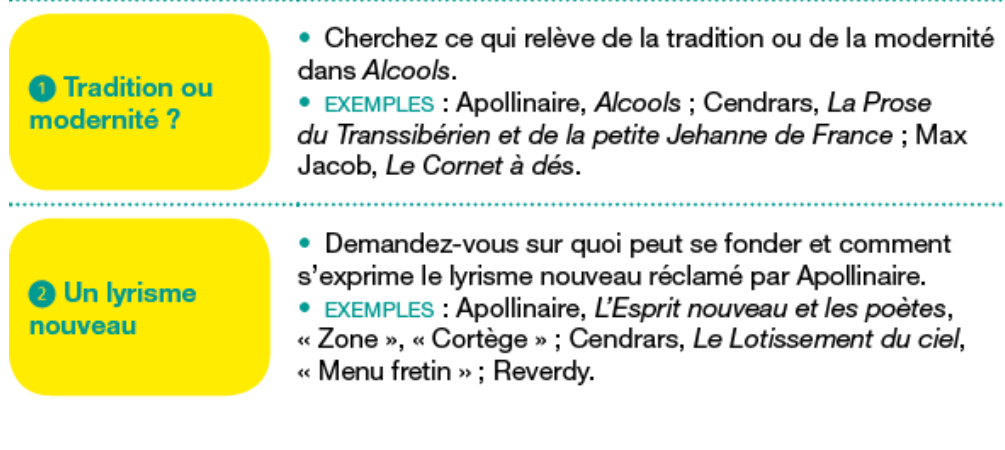 1 Tradition ou
modernité ?
• Cherchez ce qui relève de la tradition ou de la modernité
dans Alcools.
• EXEMPLES : Apollinaire, Alcools ; Cendrars, La Prose
du Transsibérien et de la petite Jehanne de France ; Max
Jacob, Le Cornet à dés.
2 Un lyrisme
nouveau
• Demandez-vous sur quoi peut se fonder et comment
s'exprime le lyrisme nouveau réclamé par Apollinaire.
• EXEMPLES : Apollinaire, L'Esprit nouveau et les poètes,
« Zone », « Cortège » ; Cendrars, Le Lotissement du ciel,
« Menu fretin » ; Reverdy.